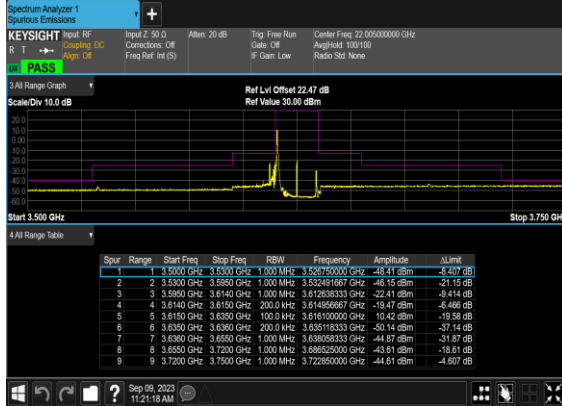 Spectrum Analyzer 1
Spurious Emissions
+
KEYSIGHT Input: RF Input Z: 50 Ω Atten: 20 dB Trig: Free Run Center Freq: 22.005000000 GHz
R T Coupling: DC Corrections: Off Gate: Off Avg|Hold: 100/100
Align: Off Freq Ref: Int (S) IF Gain: Low Radio Std: None
PASS
3 All Range Graph
Ref Lvl Offset 22.47 dB
Scale/Div 10.0 dB Ref Value 30.00 dBm
20.0
10.0
0.00
-10.0
-20.0
-30.0
-40.0
-50.0
-60.0
Start 3.500 GHz Stop 3.750 GH
4 All Range Table
Spur Range Start Freq Stop Freq RBW Frequency Amplitude ΔLimit
1 1 3.5000 GHz 3.5300 GHz 1.000 MHz 3.526750000 GHz -48.41 dBm -8.407 dB
2 2 3.5300 GHz 3.5950 GHz 1.000 MHz 3.532491667 GHz -46.15 dBm -21.15 dB
3 3 3.5950 GHz 3.6140 GHz 1.000 MHz 3.612638333 GHz -22.41 dBm -9.414 dB
4 4 3.6140 GHz 3.6150 GHz 200.0 kHz 3.614956667 GHz -19.47 dBm -6.466 dB
5 5 3.6150 GHz 3.6350 GHz 100.0 kHz 3.616100000 GHz 10.42 dBm -19.58 dB
6 6 3.6350 GHz 3.6360 GHz 200.0 kHz 3.635118333 GHz -50.14 dBm -37.14 dB
7 7 3.6360 GHz 3.6550 GHz 1.000 MHz 3.638058333 GHz -44.87 dBm -31.87 dB
8 8 3.6550 GHz 3.7200 GHz 1.000 MHz 3.686525000 GHz -43.61 dBm -18.61 dB
9 9 3.7200 GHz 3.7500 GHz 1.000 MHz 3.722850000 GHz -44.61 dBm -4.607 dB
? Sep 09, 2023
11:21:18 AM